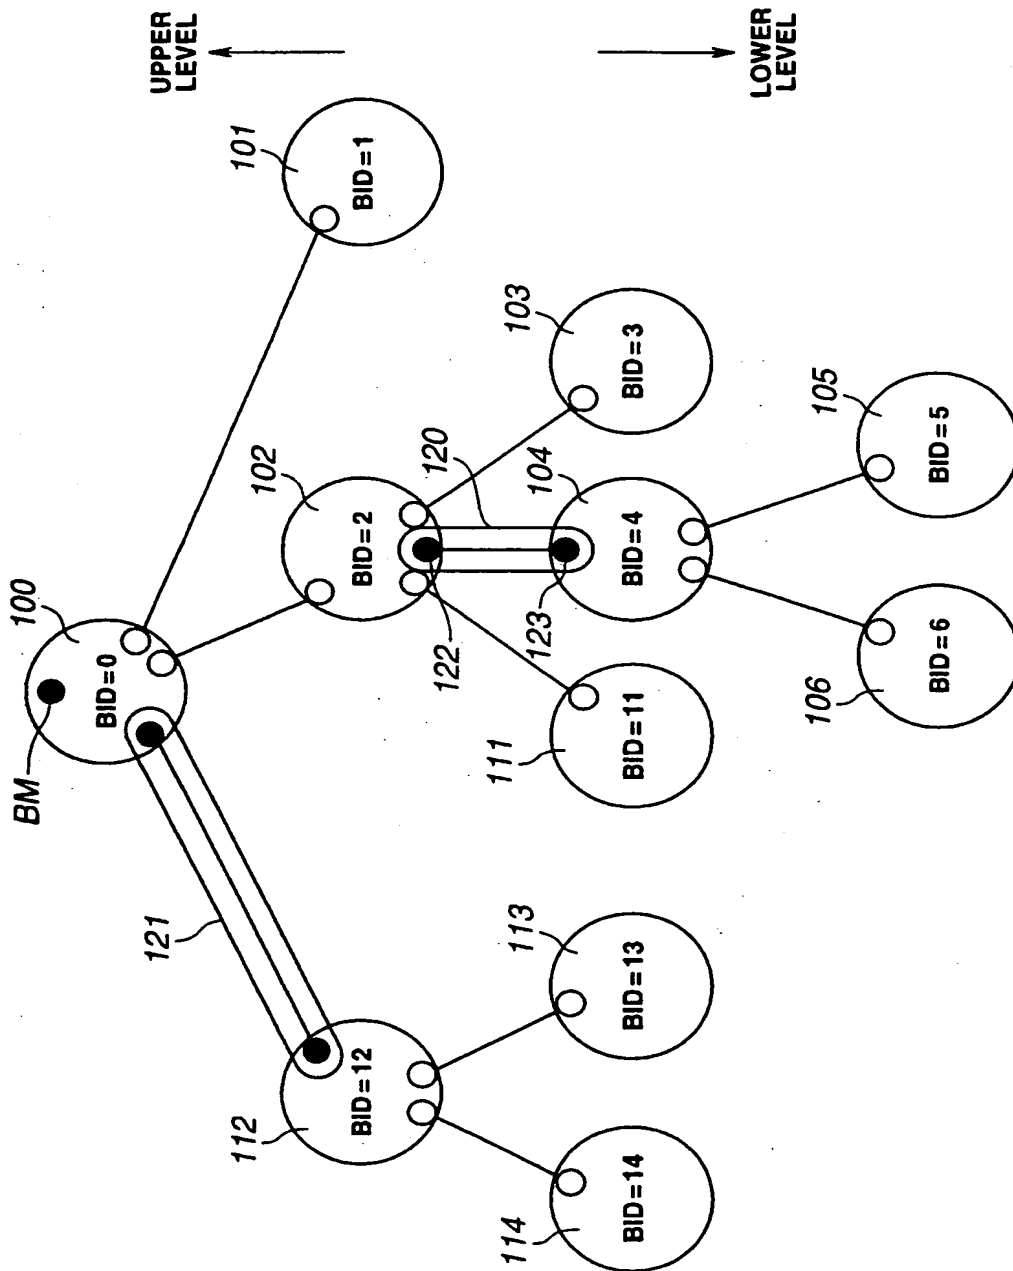 UPPER
LEVEL
LOWER
LEVEL
BM
100
BID=0
101
BID=1
121
102
BID=2
112
BID=12
122
120
103
BID=3
123
104
BID=4
111
BID=11
113
BID=13
114
BID=14
105
BID=5
106
BID=6